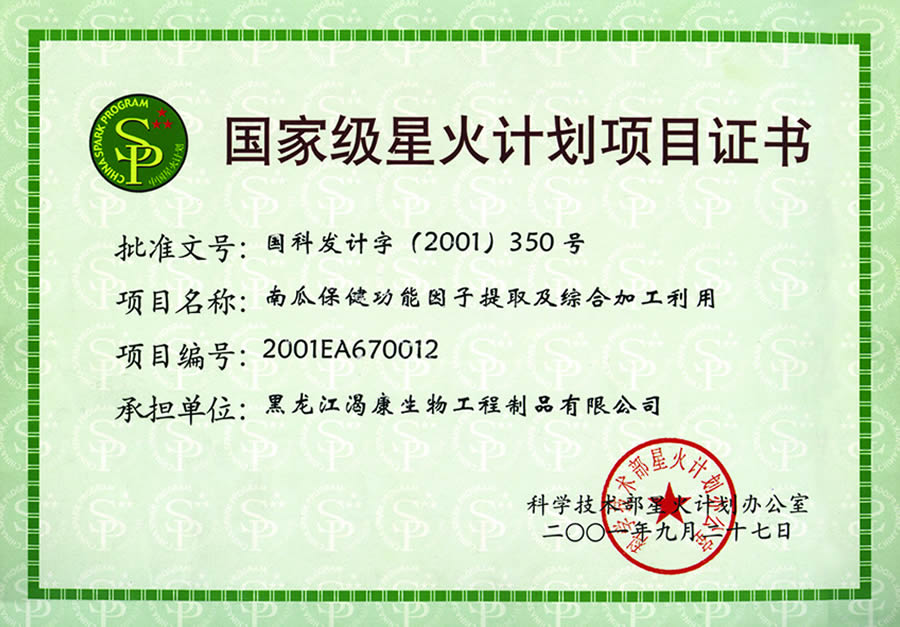 CHINA SPARK PROGRAM
SP
中国星火计划
国家级星火计划项目证书
批准文号：国科发计字（2001）350 号
项目名称：南瓜保健功能因子提取及综合加工利用
项目编号：2001EA670012
承担单位：黑龙江渴康生物工程制品有限公司
科学技术部星火计划办公室
二〇〇一年九月二十七日
科学技术部星火计划办公室